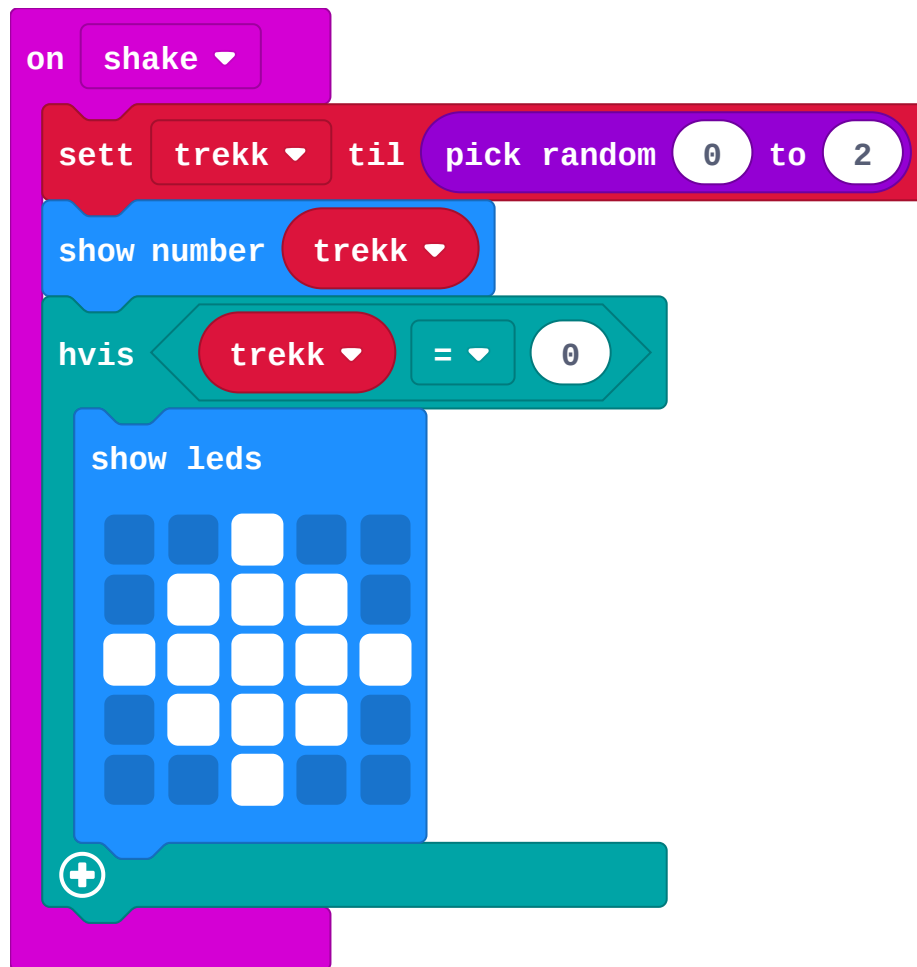 on shake
sett trekk til pick random 0 to 2
show number trekk
hvis trekk = 0
show leds